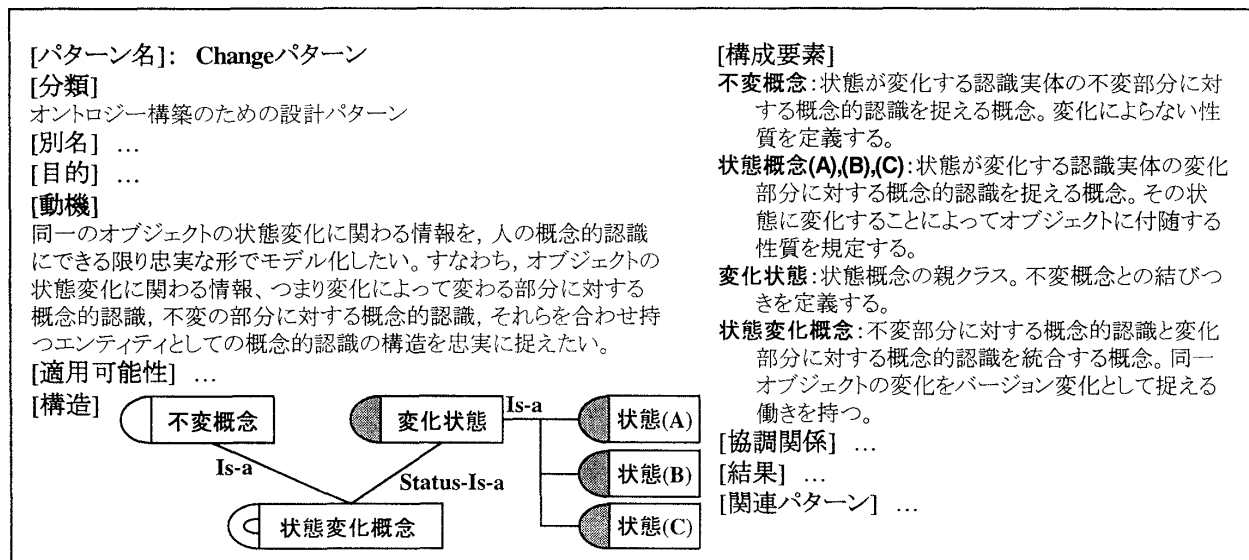 [パターン名]: Changeパターン
[分類]
オントロジー構築のための設計パターン
[別名] …
[目的] …
[動機]
同一のオブジェクトの状態変化に関わる情報を, 人の概念的認識
にできる限り忠実な形でモデル化したい。すなわち, オブジェクトの
状態変化に関わる情報、つまり変化によって変わる部分に対する
概念的認識, 不変の部分に対する概念的認識, それらを合わせ持
つエンティティとしての概念的認識の構造を忠実に捉えたい。
[適用可能性] …
[構造]
不変概念
変化状態
Is-a
状態(A)
状態(B)
状態(C)
Is-a
Status-Is-a
状態変化概念
[構成要素]
不変概念:状態が変化する認識実体の不変部分に対
する概念的認識を捉える概念。変化によらない性
質を定義する。
状態概念(A),(B),(C):状態が変化する認識実体の変化
部分に対する概念的認識を捉える概念。その状
態に変化することによってオブジェクトに付随する
性質を規定する。
変化状態:状態概念の親クラス。不変概念との結びつ
きを定義する。
状態変化概念:不変部分に対する概念的認識と変化
部分に対する概念的認識を統合する概念。同一
オブジェクトの変化をバージョン変化として捉える
働きを持つ。
[協調関係] …
[結果] …
[関連パターン] …